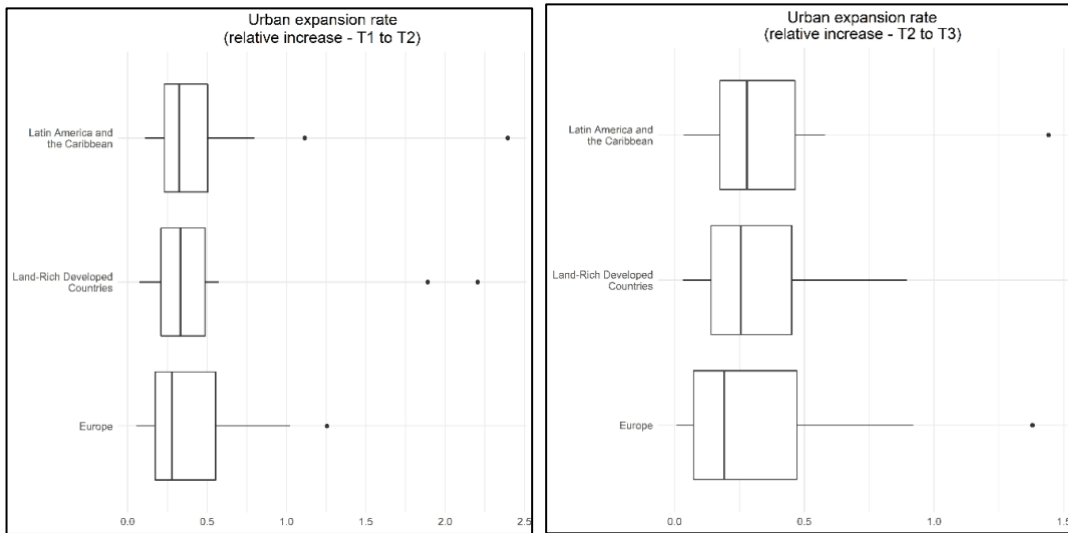 Urban expansion rate
(relative increase - T1 to T2)
Latin America and
the Caribbean
Land-Rich Developed
Countries
Europe
0.0 0.5 1.0 1.5 2.0 2.5
Urban expansion rate
(relative increase - T2 to T3)
Latin America and
the Caribbean
Land-Rich Developed
Countries
Europe
0.0 0.5 1.0 1.5